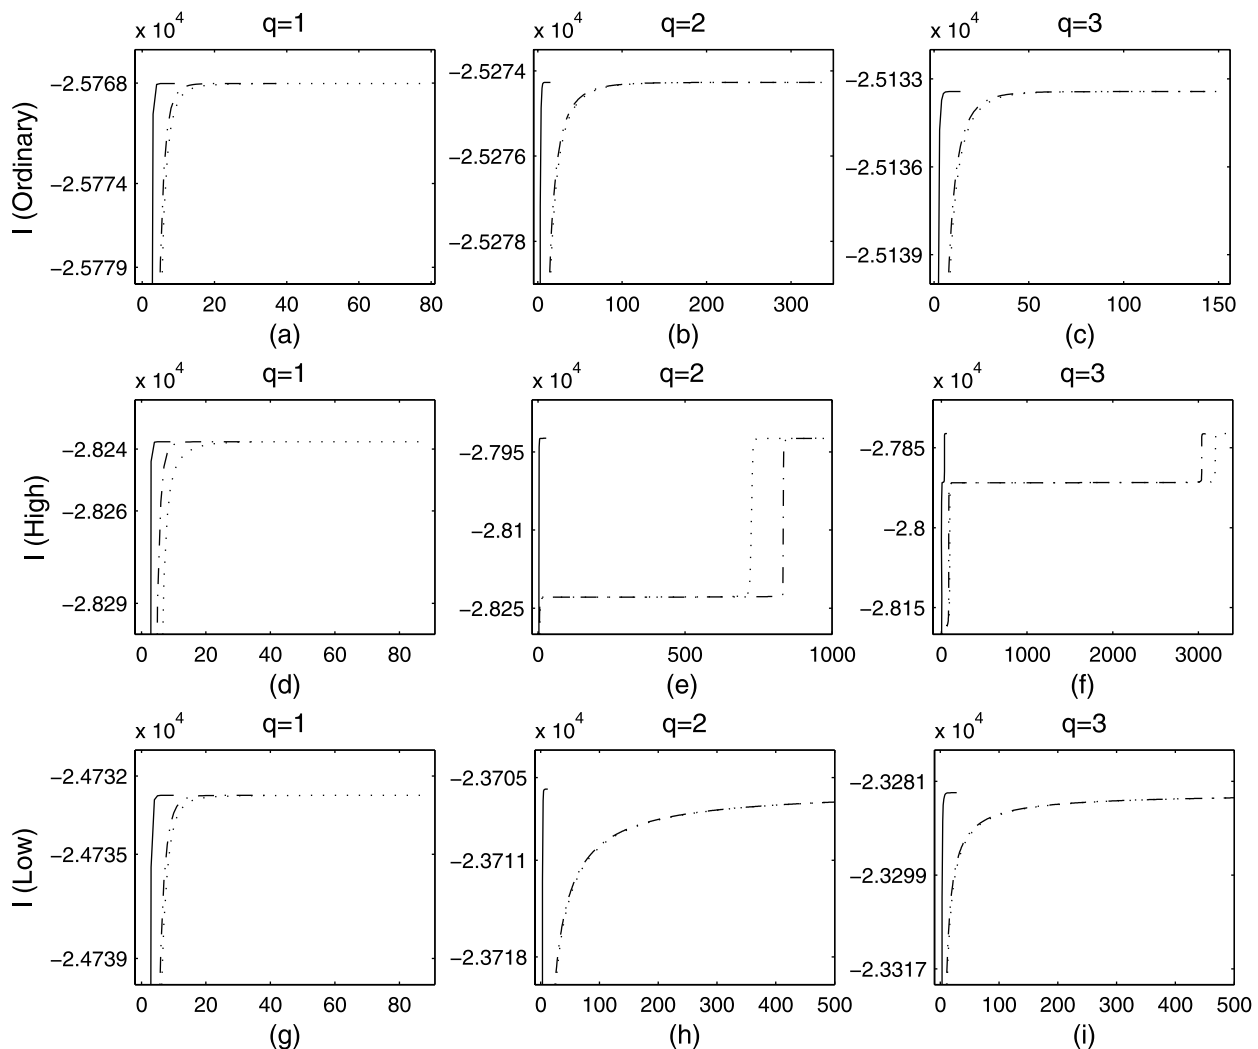 q=1
q=2
q=3
x 10^4
x 10^4
x 10^4
I (Ordinary)
−2.5768
−2.5774
−2.5779
−2.5274
−2.5276
−2.5278
−2.5133
−2.5136
−2.5139
0 20 40 60 80
0 100 200 300
0 50 100 150
(a)
(b)
(c)
q=1
q=2
q=3
x 10^4
x 10^4
x 10^4
I (High)
−2.824
−2.826
−2.829
−2.795
−2.81
−2.825
−2.785
−2.8
−2.815
0 20 40 60 80
0 500 1000
0 1000 2000 3000
(d)
(e)
(f)
q=1
q=2
q=3
x 10^4
x 10^4
x 10^4
I (Low)
−2.4732
−2.4735
−2.4739
−2.3705
−2.3711
−2.3718
−2.3281
−2.3299
−2.3317
0 20 40 60 80
0 100 200 300 400 500
0 100 200 300 400 500
(g)
(h)
(i)